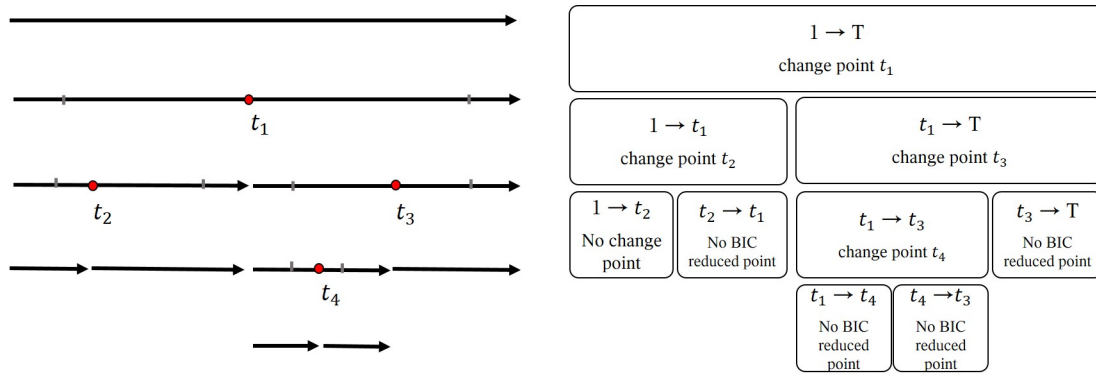 t₁
t₂
t₃
t₄
1 → T
change point t₁
1 → t₁
change point t₂
t₁ → T
change point t₃
1 → t₂
No change
point
t₂ → t₁
No BIC
reduced point
t₁ → t₃
change point t₄
t₃ → T
No BIC
reduced point
t₁ → t₄
No BIC
reduced
point
t₄ → t₃
No BIC
reduced
point